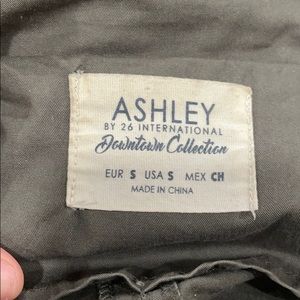 ASHLEY
BY 26 INTERNATIONAL
Downtown Collection
EUR S USA S MEX CH
MADE IN CHINA